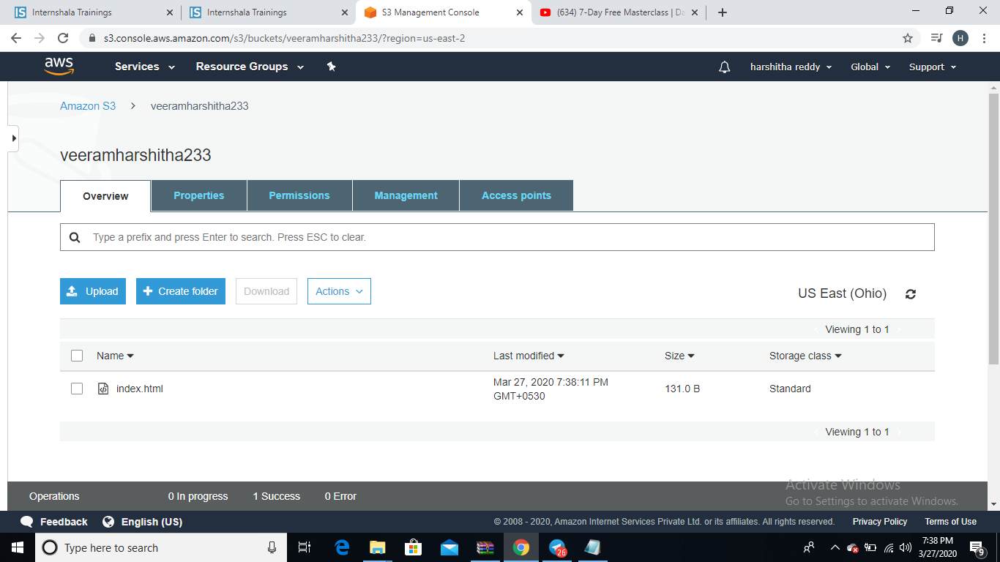 Internshala Trainings
Internshala Trainings
S3 Management Console
(634) 7-Day Free Masterclass | Da
s3.console.aws.amazon.com/s3/buckets/veeramharshitha233/?region=us-east-2
H
aws
Services
Resource Groups
harshitha reddy
Global
Support
Amazon S3 > veeramharshitha233
veeramharshitha233
Overview
Properties
Permissions
Management
Access points
Type a prefix and press Enter to search. Press ESC to clear.
Upload
Create folder
Download
Actions
US East (Ohio)
Viewing 1 to 1
Name
Last modified
Size
Storage class
index.html
Mar 27, 2020 7:38:11 PM
GMT+0530
131.0 B
Standard
Viewing 1 to 1
Activate Windows
Go to Settings to activate Windows.
Operations
0 In progress
1 Success
0 Error
Feedback
English (US)
© 2008 - 2020, Amazon Internet Services Private Ltd. or its affiliates. All rights reserved.
Privacy Policy
Terms of Use
Type here to search
26
7:38 PM
3/27/2020
9